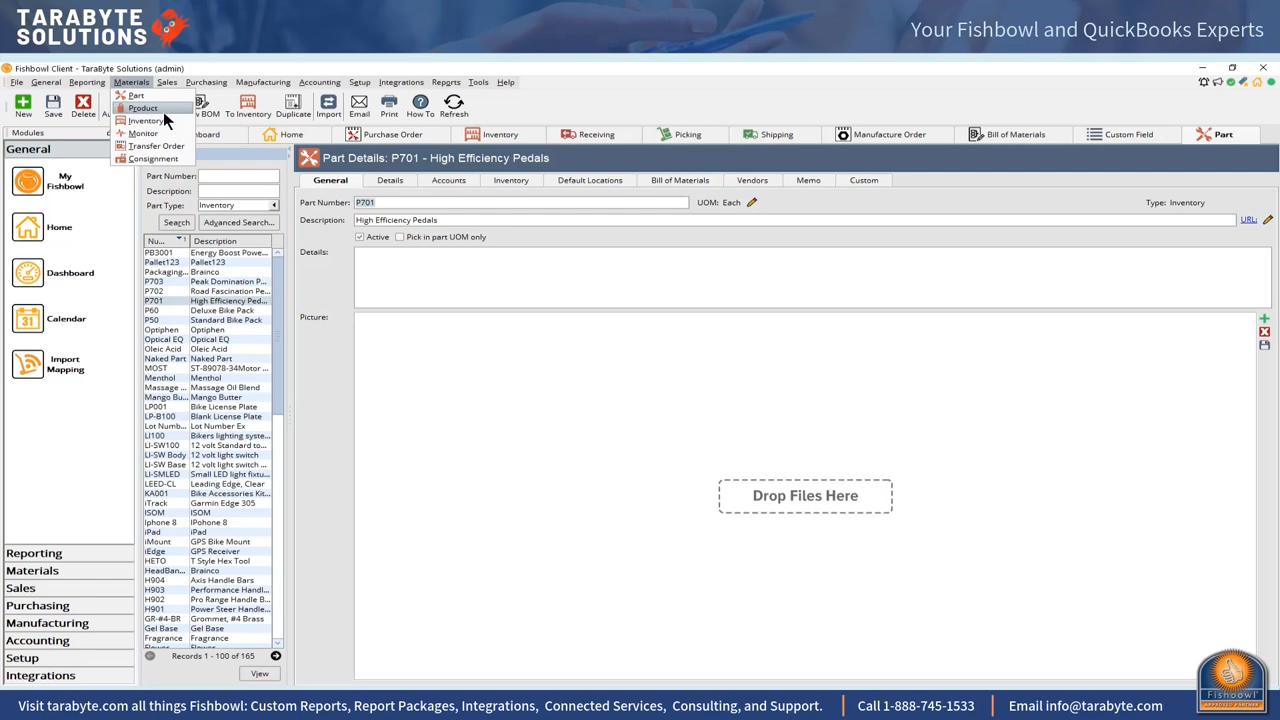 TARABYTE
SOLUTIONS
Your Fishbowl and QuickBooks Experts
Fishbowl Client - TaraByte Solutions (admin)
File General Reporting Materials Sales Purchasing Manufacturing Accounting Setup Integrations Reports Tools Help
Part
Product
Inventory
Monitor
Transfer Order
Consignment
New Save Delete BOM To Inventory Duplicate Import Email Print How To Refresh
Modules
Home Purchase Order Inventory Receiving Picking Shipping Manufacture Order Bill of Materials Custom Field Part
General
My
Fishbowl
Home
Dashboard
Calendar
Import
Mapping
Reporting
Materials
Sales
Purchasing
Manufacturing
Accounting
Setup
Integrations
Part Number:
Description:
Part Type: Inventory
Search Advanced Search...
Nu... 1 Description
PB3001 Energy Boost Powe...
Pallet123 Pallet123
Packaging... Brainco
P703 Peak Domination P...
P702 Road Fascination Pe...
P701 High Efficiency Ped...
P60 Deluxe Bike Pack
P50 Standard Bike Pack
Optiphen Optiphen
Optical EQ Optical EQ
Oleic Acid Oleic Acid
Naked Part Naked Part
MOST ST-89078-34Motor ...
Menthol Menthol
Massage ... Massage Oil Blend
Mango Bu... Mango Butter
LP001 Bike License Plate
LP-B100 Blank License Plate
Lot Numb... Lot Number Ex
LI100 Bikers lighting syste...
LI-SW100 12 volt Standard to...
LI-SW Body 12 volt light switch ...
LI-SW Base 12 volt light switch ...
LI-SMLED Small LED light fixtu...
LEED-CL Leading Edge, Clear
KA001 Bike Accessories Kit...
iTrack Garmin Edge 305
ISOM ISOM
Iphone 8 IPohone 8
iPad iPad
iMount GPS Bike Mount
iEdge GPS Receiver
HETO T Style Hex Tool
HeadBan... Brainco
H904 Axis Handle Bars
H903 Performance Handl...
H902 Pro Range Handle B...
H901 Power Steer Handle...
GR-#4-BR Grommet, #4 Brass
Gel Base Gel Base
Fragrance Fragrance
Records 1 - 100 of 165
View
Part Details: P701 - High Efficiency Pedals
General Details Accounts Inventory Default Locations Bill of Materials Vendors Memo Custom
Part Number: P701 UOM: Each Type: Inventory
Description: High Efficiency Pedals URL:
Active Pick in part UOM only
Details:
Picture:
Drop Files Here
Fishbowl
APPROVED PARTNER
Visit tarabyte.com all things Fishbowl: Custom Reports, Report Packages, Integrations, Connected Services, Consulting, and Support. Call 1-888-745-1533 Email info@tarabyte.com